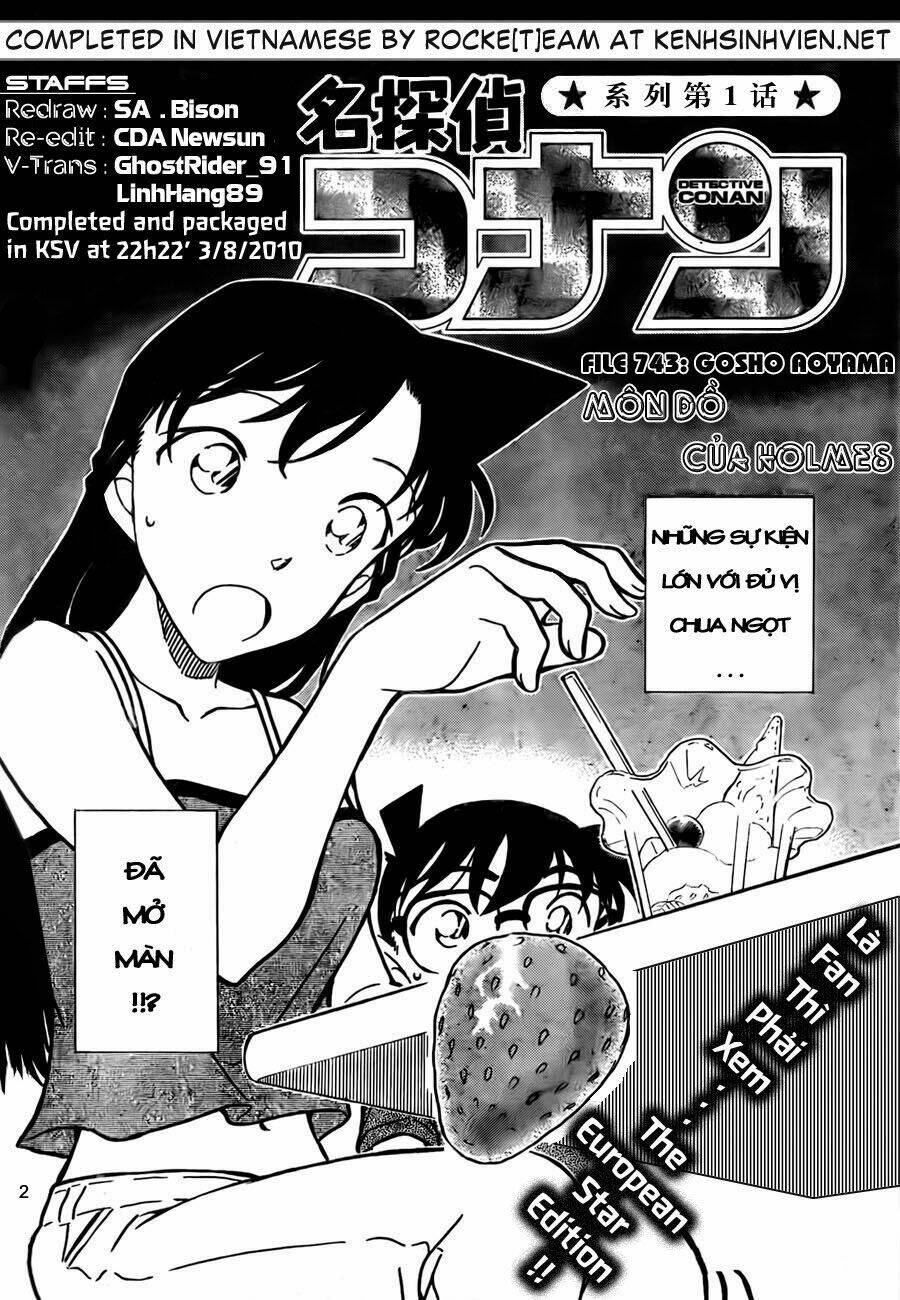 COMPLETED IN VIETNAMESE BY ROCKE[T]EAM AT KENHSINHVIEN.NET
STAFFS
Redraw : SA . Bison
Re-edit : CDA Newsun
V-Trans : GhostRider_91
LinhHang89
Completed and packaged
in KSV at 22h22' 3/8/2010
★ 系列第1话 ★
名探偵
コナン
DETECTIVE
CONAN
FILE 743: GOSHO AOYAMA
MÔN ĐỒ
CỦA HOLMES
NHỮNG SỰ KIỆN
LỚN VỚI ĐỦ VỊ
CHUA NGỌT
...
ĐÃ
MỞ
MÀN
!!?
Là
Fan
Thì
Phải
Xem
...
The
European
Star
Edition
!!
2